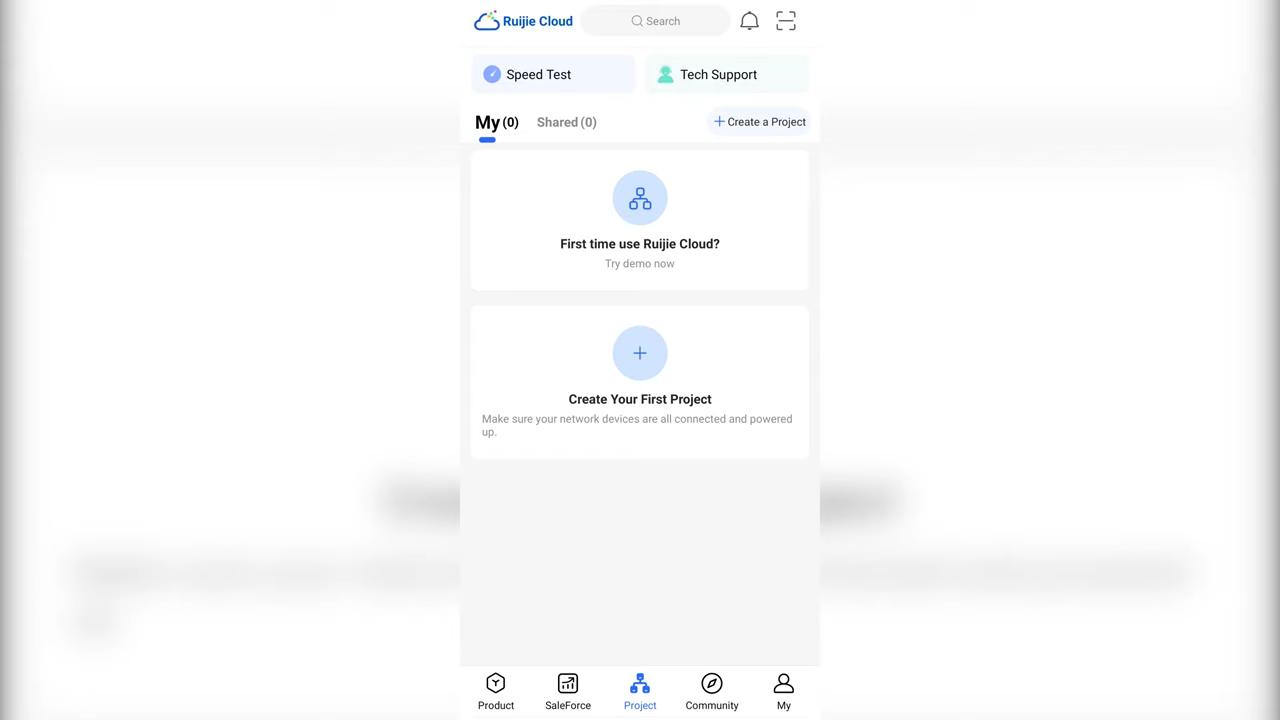 Ruijie Cloud
Search
Speed Test
Tech Support
My (0)
Shared (0)
+ Create a Project
First time use Ruijie Cloud?
Try demo now
Create Your First Project
Make sure your network devices are all connected and powered
up.
Product
SaleForce
Project
Community
My